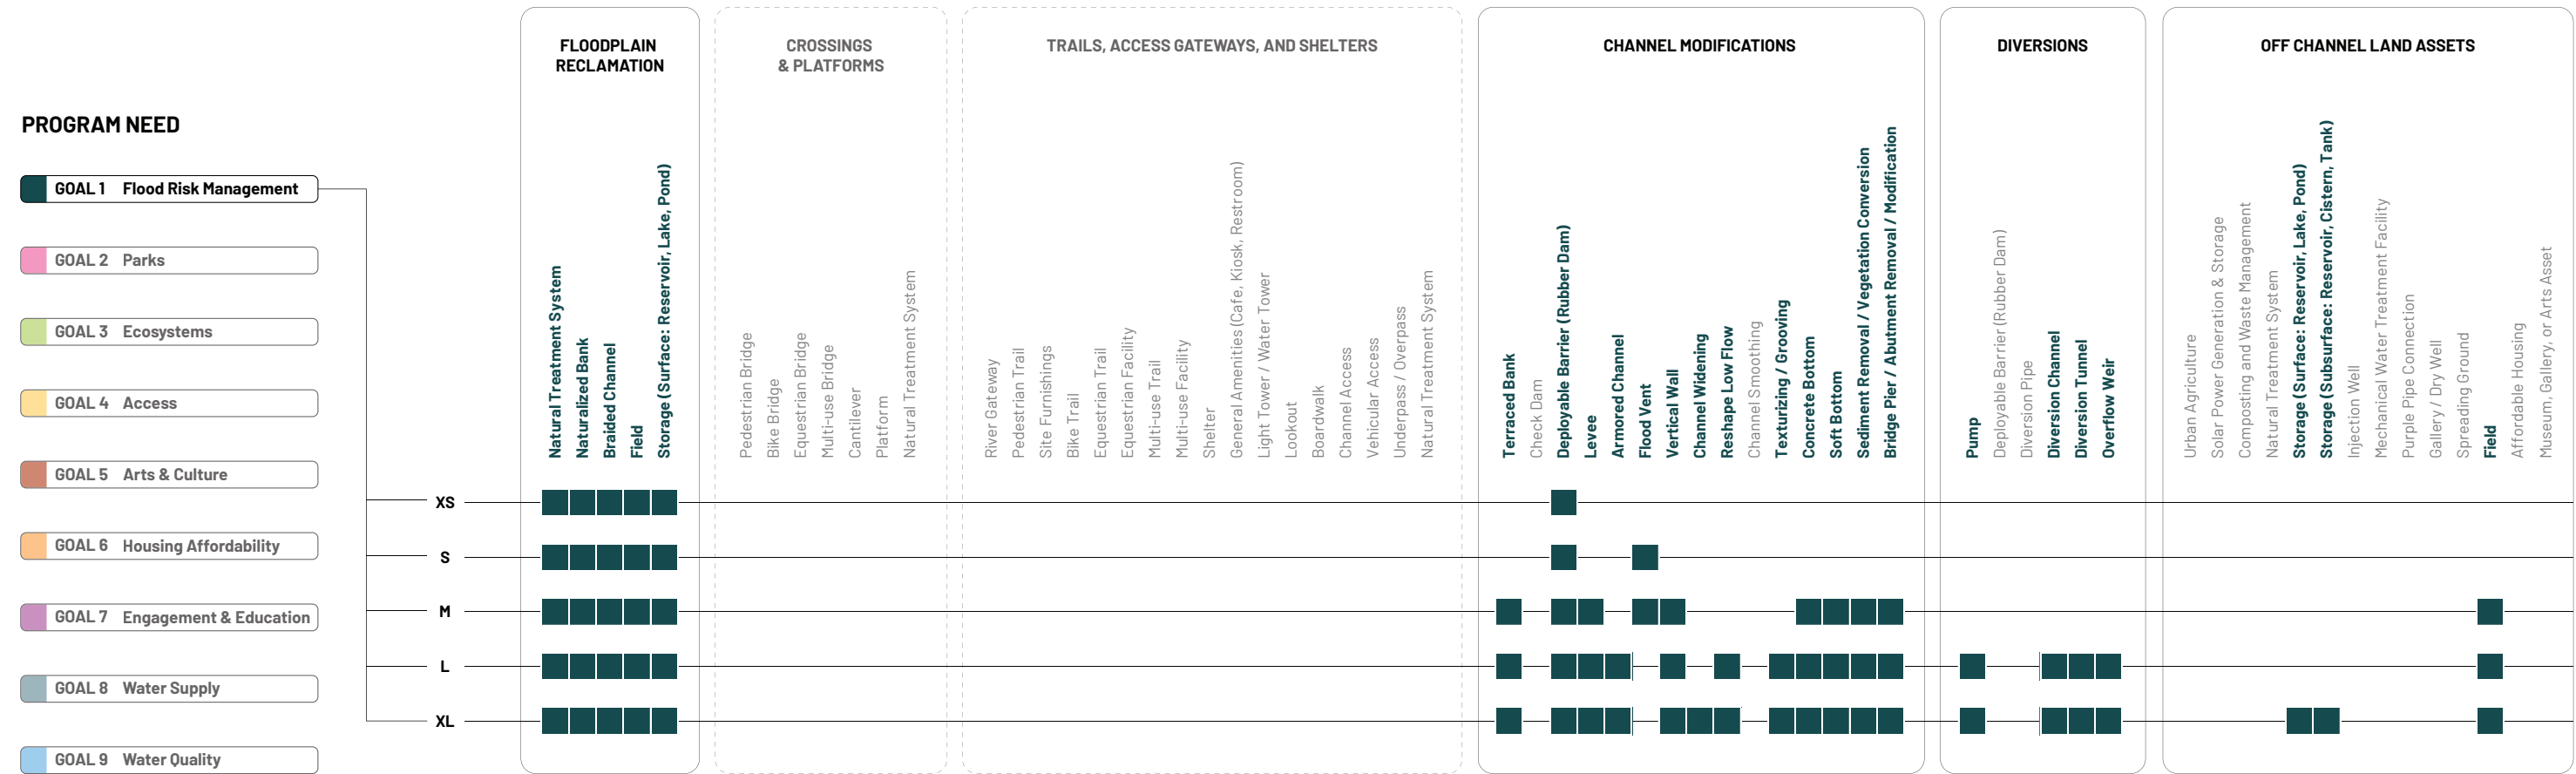 FLOODPLAIN
RECLAMATION
CROSSINGS
& PLATFORMS
TRAILS, ACCESS GATEWAYS, AND SHELTERS
CHANNEL MODIFICATIONS
DIVERSIONS
OFF CHANNEL LAND ASSETS
PROGRAM NEED
GOAL 1 Flood Risk Management
GOAL 2 Parks
GOAL 3 Ecosystems
GOAL 4 Access
GOAL 5 Arts & Culture
GOAL 6 Housing Affordability
GOAL 7 Engagement & Education
GOAL 8 Water Supply
GOAL 9 Water Quality
Natural Treatment System
Naturalized Bank
Braided Channel
Field
Storage (Surface: Reservoir, Lake, Pond)
Pedestrian Bridge
Bike Bridge
Equestrian Bridge
Multi-use Bridge
Cantilever
Platform
Natural Treatment System
River Gateway
Pedestrian Trail
Site Furnishings
Bike Trail
Equestrian Trail
Equestrian Facility
Multi-use Trail
Multi-use Facility
Shelter
General Amenities (Cafe, Kiosk, Restroom)
Light Tower / Water Tower
Lookout
Boardwalk
Channel Access
Vehicular Access
Underpass / Overpass
Natural Treatment System
Terraced Bank
Check Dam
Deployable Barrier (Rubber Dam)
Levee
Armored Channel
Flood Vent
Vertical Wall
Channel Widening
Reshape Low Flow
Channel Smoothing
Texturizing / Grooving
Concrete Bottom
Soft Bottom
Sediment Removal / Vegetation Conversion
Bridge Pier / Abutment Removal / Modification
Pump
Deployable Barrier (Rubber Dam)
Diversion Pipe
Diversion Channel
Diversion Tunnel
Overflow Weir
Urban Agriculture
Solar Power Generation & Storage
Composting and Waste Management
Natural Treatment System
Storage (Surface: Reservoir, Lake, Pond)
Storage (Subsurface: Reservoir, Cistern, Tank)
Injection Well
Mechanical Water Treatment Facility
Purple Pipe Connection
Gallery / Dry Well
Spreading Ground
Field
Affordable Housing
Museum, Gallery, or Arts Asset
XS
S
M
L
XL